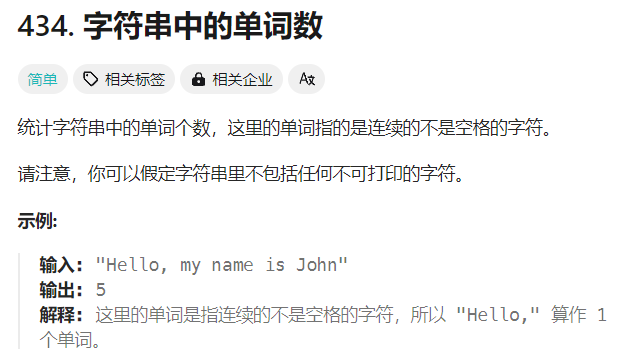 434. 字符串中的单词数
简单 相关标签 相关企业 A文
统计字符串中的单词个数，这里的单词指的是连续的不是空格的字符。
请注意，你可以假定字符串里不包括任何不可打印的字符。
示例:
输入: "Hello, my name is John"
输出: 5
解释: 这里的单词是指连续的不是空格的字符，所以 "Hello," 算作 1
个单词。